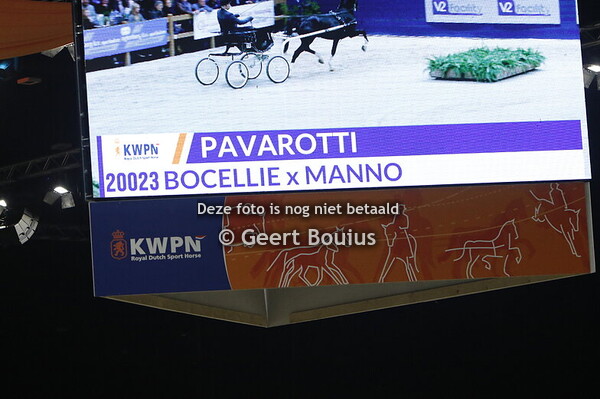 V2 facility
V2 facility
KWPN
PAVAROTTI
20023 BOCELLIE x MANNO
Deze foto is nog niet betaald
© Geert Bouius
KWPN
Royal Dutch Sport Horse